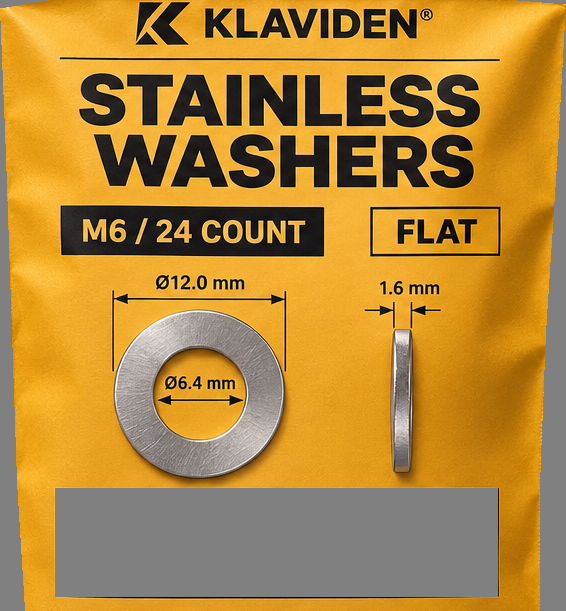 KLAVIDEN®
STAINLESS
WASHERS
M6 / 24 COUNT
FLAT
Ø12.0 mm
1.6 mm
Ø6.4 mm